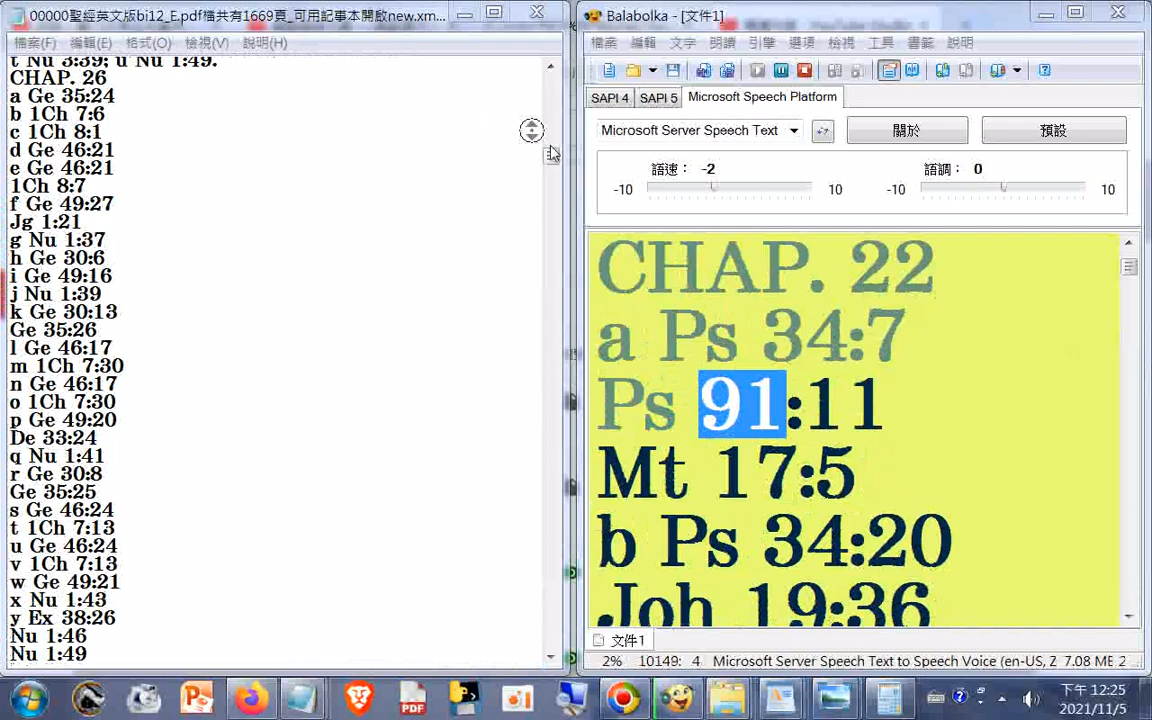 00000聖經英文版bi12_E.pdf檔共有1669頁_可用記事本開啟new.xm...
檔案(F) 編輯(E) 格式(O) 檢視(V) 說明(H)
t Nu 3:39; u Nu 1:49.
CHAP. 26
a Ge 35:24
b 1Ch 7:6
c 1Ch 8:1
d Ge 46:21
e Ge 46:21
1Ch 8:7
f Ge 49:27
Jg 1:21
g Nu 1:37
h Ge 30:6
i Ge 49:16
j Nu 1:39
k Ge 30:13
Ge 35:26
l Ge 46:17
m 1Ch 7:30
n Ge 46:17
o 1Ch 7:30
p Ge 49:20
De 33:24
q Nu 1:41
r Ge 30:8
Ge 35:25
s Ge 46:24
t 1Ch 7:13
u Ge 46:24
v 1Ch 7:13
w Ge 49:21
x Nu 1:43
y Ex 38:26
Nu 1:46
Nu 1:49
Balabolka - [文件1]
檔案 編輯 文字 朗讀 引擎 選項 檢視 工具 書籤 說明
SAPI 4 SAPI 5 Microsoft Speech Platform
Microsoft Server Speech Text 關於 預設
語速： -2 語調： 0
-10 10 -10 10
CHAP. 22
a Ps 34:7
Ps 91:11
Mt 17:5
b Ps 34:20
Joh 19:36
文件1
2% 10149: 4 Microsoft Server Speech Text to Speech Voice (en-US, Z 7.08 MB 2
PDF
下午 12:25
2021/11/5